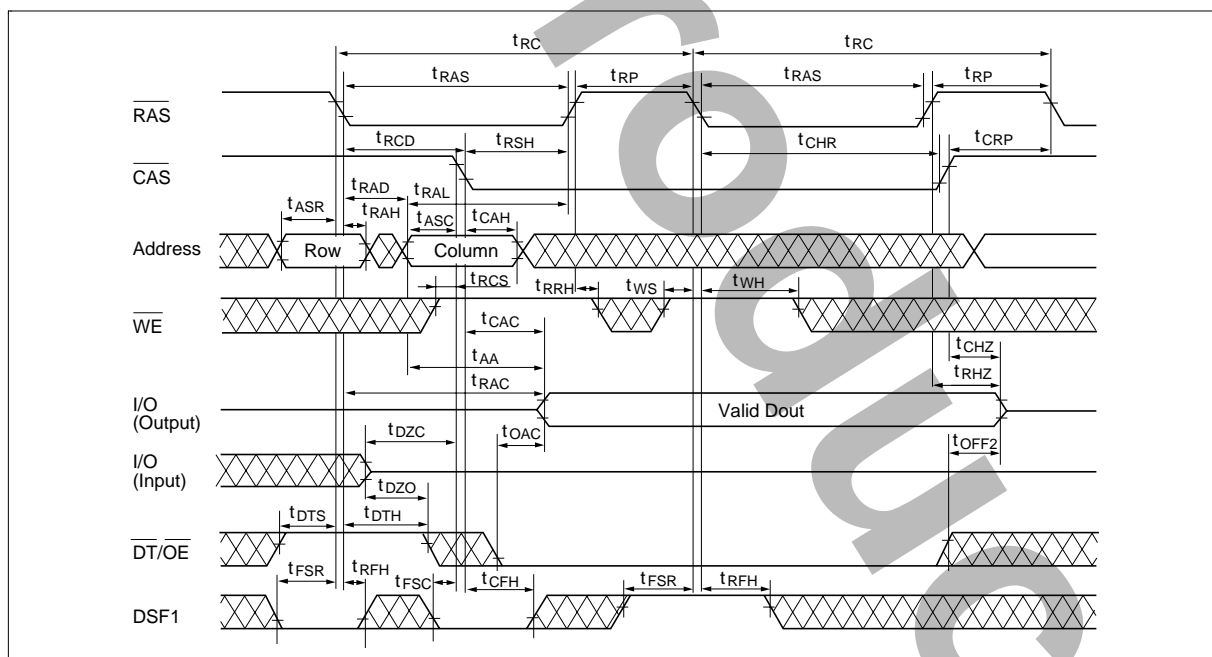 tRC tRC
tRAS tRP tRAS tRP
RAS
tRCD tRSH tCHR tCRP
CAS
tRAD tRAL
tASR tRAH tASC tCAH
Address Row Column
tRCS tRRH tWS tWH
WE
tCAC tCHZ
tAA tRHZ
tRAC
I/O
(Output) Valid Dout
tDZC tOAC tOFF2
I/O
(Input)
tDZO
tDTS tDTH
DT/OE
tFSR tRFH tFSC tCFH tFSR tRFH
DSF1
roduc